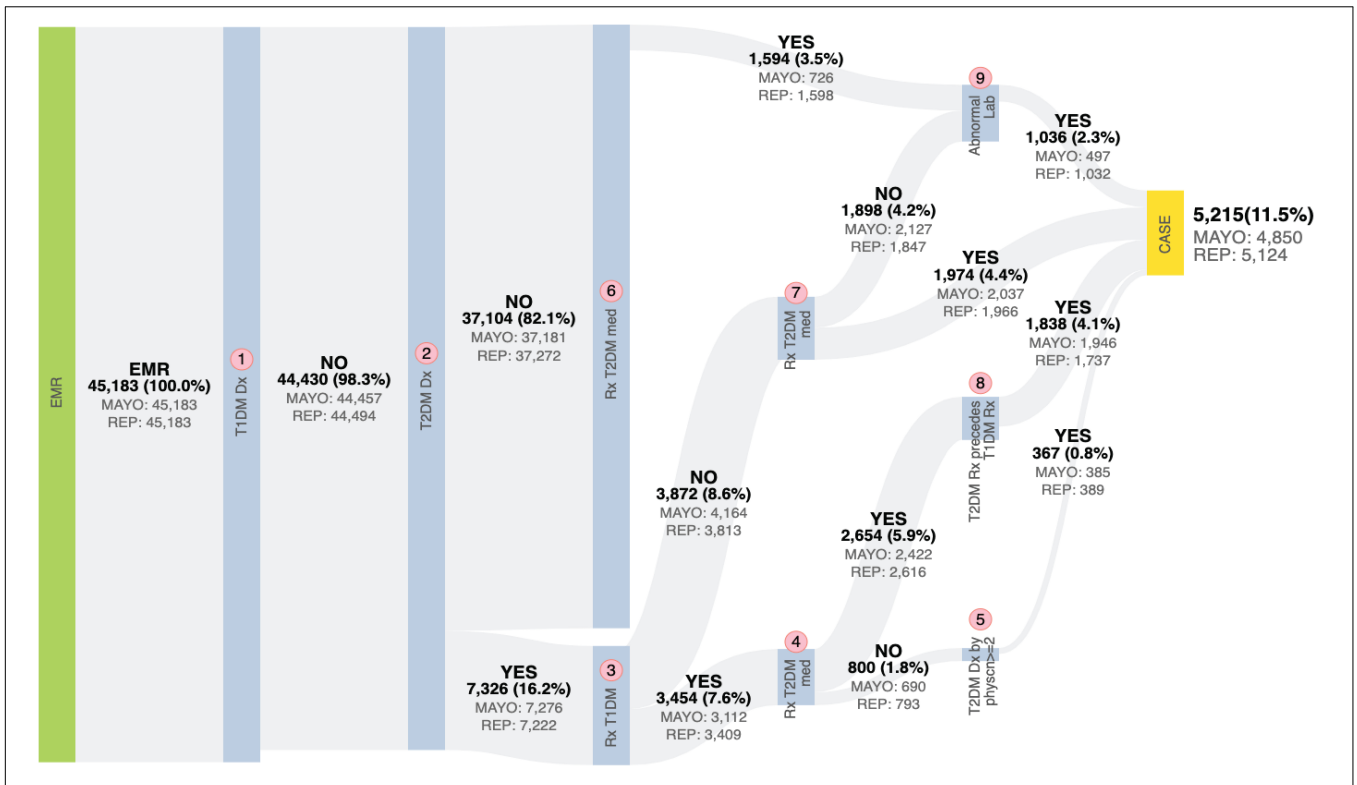 EMR
EMR
45,183 (100.0%)
MAYO: 45,183
REP: 45,183
1
T1DM Dx
NO
44,430 (98.3%)
MAYO: 44,457
REP: 44,494
2
T2DM Dx
NO
37,104 (82.1%)
MAYO: 37,181
REP: 37,272
YES
7,326 (16.2%)
MAYO: 7,276
REP: 7,222
6
Rx T2DM med
3
Rx T1DM
YES
1,594 (3.5%)
MAYO: 726
REP: 1,598
NO
3,872 (8.6%)
MAYO: 4,164
REP: 3,813
YES
3,454 (7.6%)
MAYO: 3,112
REP: 3,409
7
Rx T2DM
med
4
Rx T2DM
med
NO
1,898 (4.2%)
MAYO: 2,127
REP: 1,847
YES
1,974 (4.4%)
MAYO: 2,037
REP: 1,966
YES
2,654 (5.9%)
MAYO: 2,422
REP: 2,616
NO
800 (1.8%)
MAYO: 690
REP: 793
9
Abnormal
Lab
8
T2DM Rx precedes
T1DM Rx
5
T2DM Dx by
physcn>=2
YES
1,036 (2.3%)
MAYO: 497
REP: 1,032
YES
1,838 (4.1%)
MAYO: 1,946
REP: 1,737
YES
367 (0.8%)
MAYO: 385
REP: 389
CASE
5,215(11.5%)
MAYO: 4,850
REP: 5,124